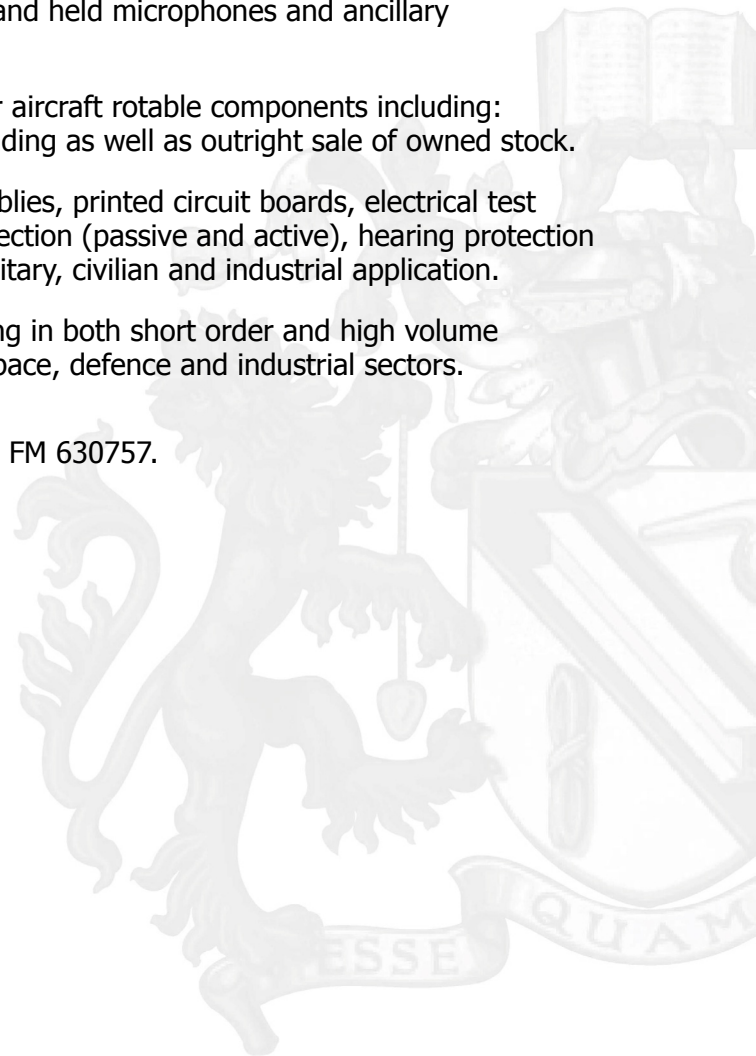 and held microphones and ancillary
aircraft rotable components including:
ding as well as outright sale of owned stock.
blies, printed circuit boards, electrical test
ection (passive and active), hearing protection
itary, civilian and industrial application.
ng in both short order and high volume
pace, defence and industrial sectors.
FM 630757.
ESSE
QUAM